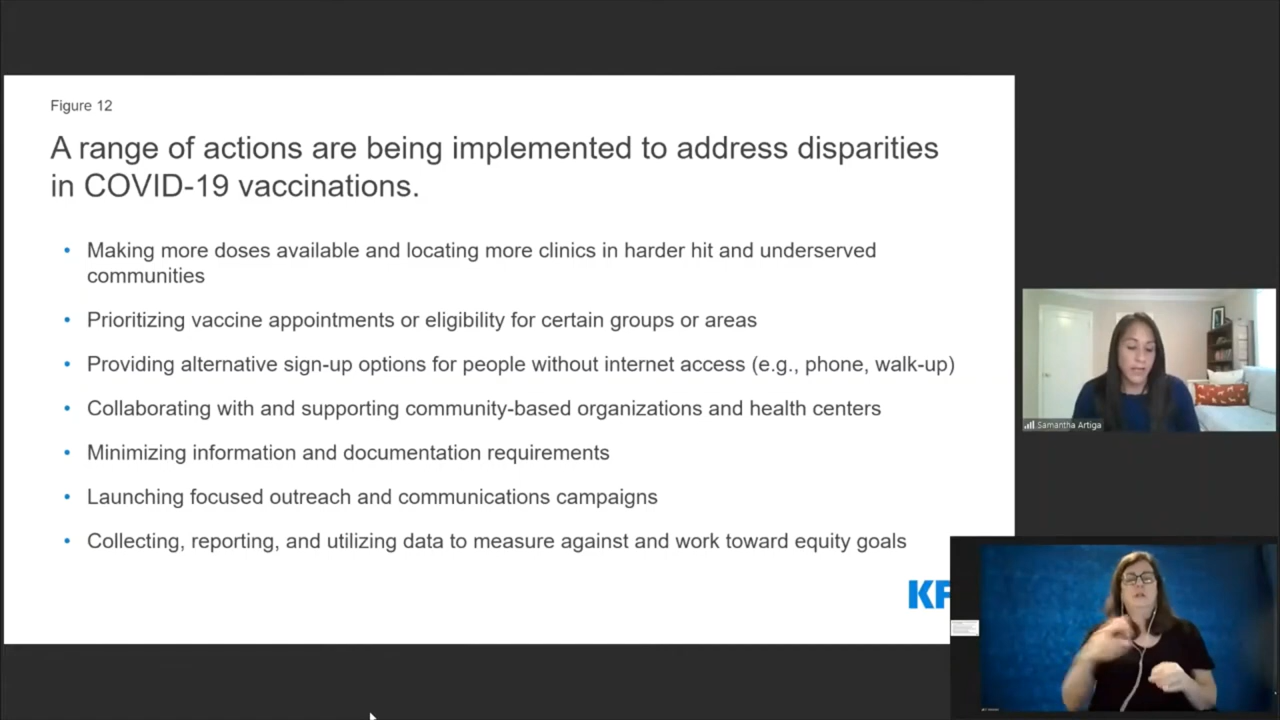 Figure 12
A range of actions are being implemented to address disparities
in COVID-19 vaccinations.
• Making more doses available and locating more clinics in harder hit and underserved
communities
• Prioritizing vaccine appointments or eligibility for certain groups or areas
• Providing alternative sign-up options for people without internet access (e.g., phone, walk-up)
• Collaborating with and supporting community-based organizations and health centers
• Minimizing information and documentation requirements
• Launching focused outreach and communications campaigns
• Collecting, reporting, and utilizing data to measure against and work toward equity goals
KF
Samantha Artiga